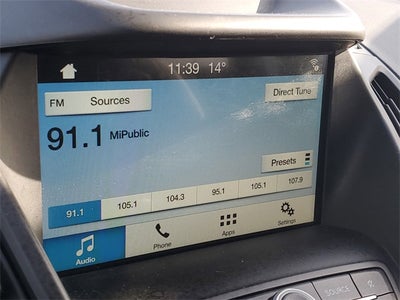 11:39 14°
FM Sources Direct Tune
91.1 MiPublic
Presets
91.1 105.1 104.3 95.1 105.1 107.9
Audio Phone Apps Settings
SOURCE